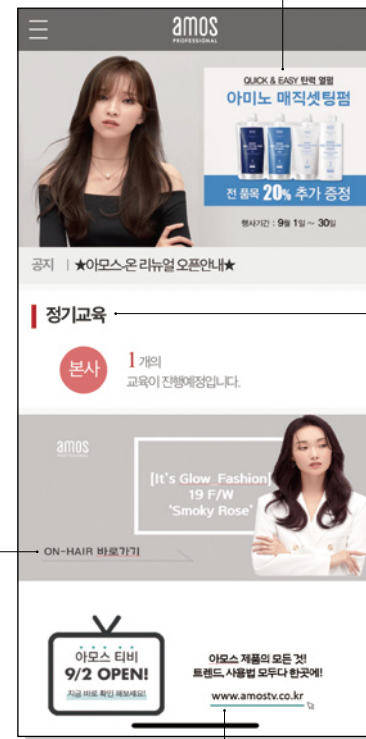 amos
PROFESSIONAL
QUICK & EASY 탄력 열펌
아미노 매직셋팅펌
전 품목 20% 추가 증정
행사기간 : 9월 1일 ~ 30일
공지 | ★아모스-온 리뉴얼 오픈안내★
정기교육
본사
1 개의
교육이 진행예정입니다.
amos
PROFESSIONAL
[It's Glow_Fashion]
19 F/W
'Smoky Rose'
ON-HAIR 바로가기
아모스 티비
9/2 OPEN!
지금 바로 확인 해보세요!
아모스 제품의 모든 것!
트렌드, 사용법 모두다 한곳에!
www.amostv.co.kr